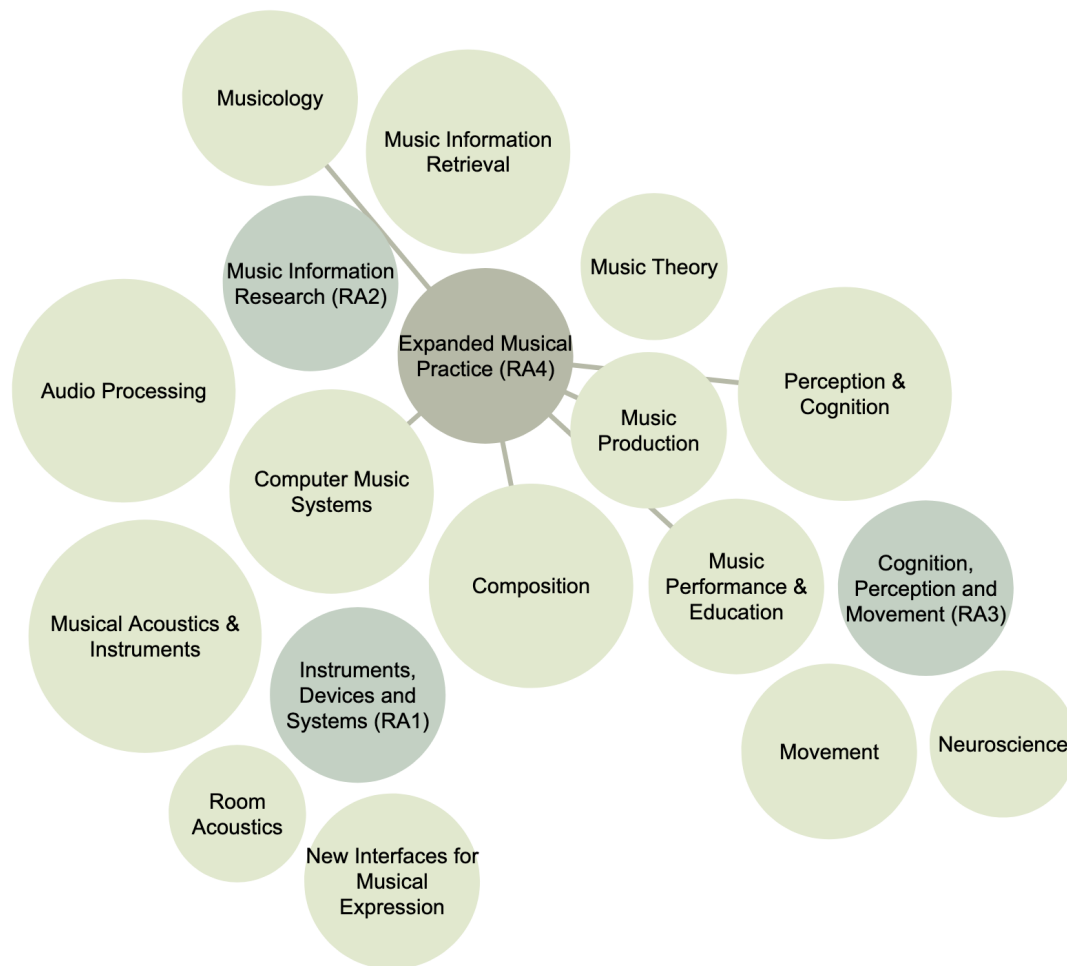 Musicology
Music Information
Retrieval
Music Theory
Music Information
Research (RA2)
Expanded Musical
Practice (RA4)
Audio Processing
Perception &
Cognition
Music
Production
Computer Music
Systems
Composition
Music
Performance &
Education
Cognition,
Perception and
Movement (RA3)
Musical Acoustics &
Instruments
Instruments,
Devices and
Systems (RA1)
Movement
Neuroscience
Room
Acoustics
New Interfaces for
Musical
Expression